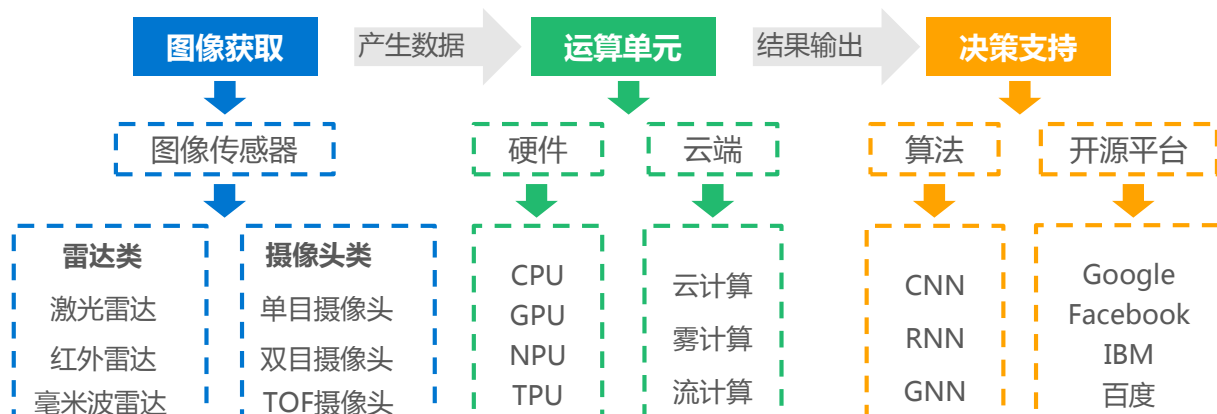 图像获取
产生数据
运算单元
结果输出
决策支持
图像传感器
硬件
云端
算法
开源平台
雷达类
激光雷达
红外雷达
毫米波雷达
摄像头类
单目摄像头
双目摄像头
TOF摄像头
CPU
GPU
NPU
TPU
云计算
雾计算
流计算
CNN
RNN
GNN
Google
Facebook
IBM
百度